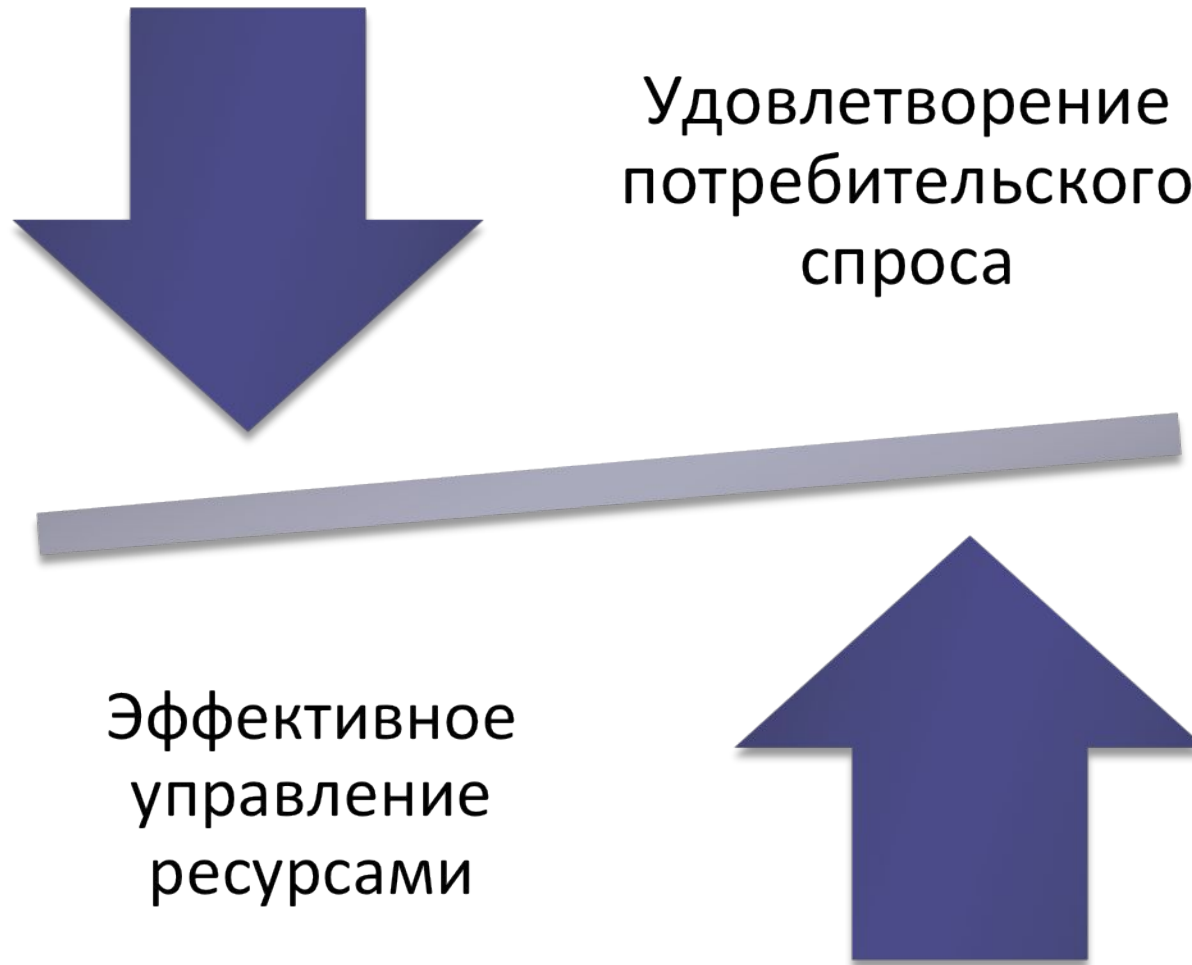 Удовлетворение
потребительского
спроса
Эффективное
управление
ресурсами